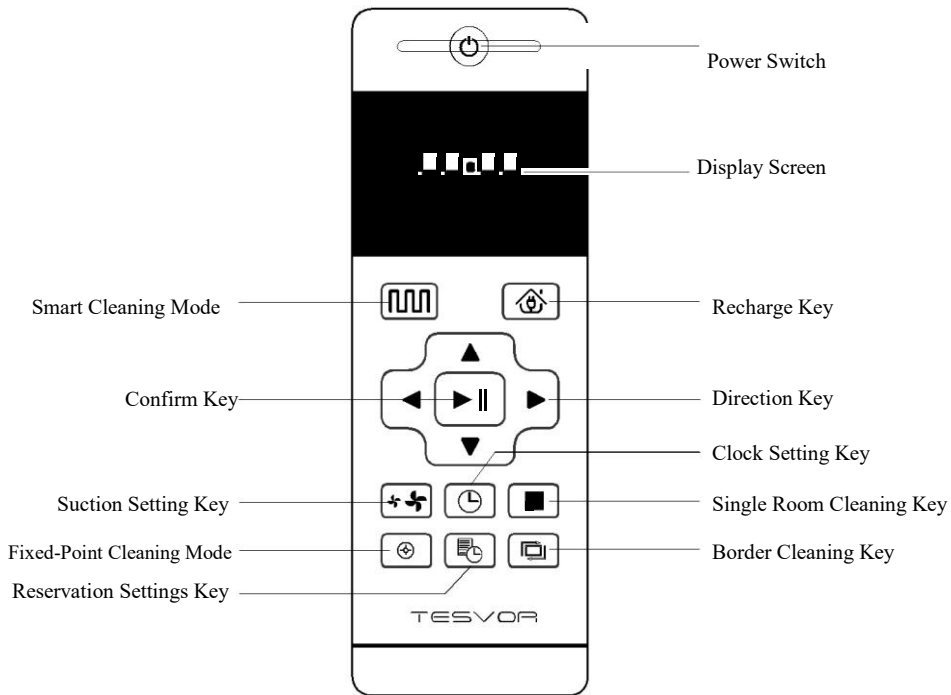 Power Switch
Display Screen
Smart Cleaning Mode
Recharge Key
Confirm Key
Direction Key
Clock Setting Key
Suction Setting Key
Single Room Cleaning Key
Fixed-Point Cleaning Mode
Border Cleaning Key
Reservation Settings Key
TESVOR